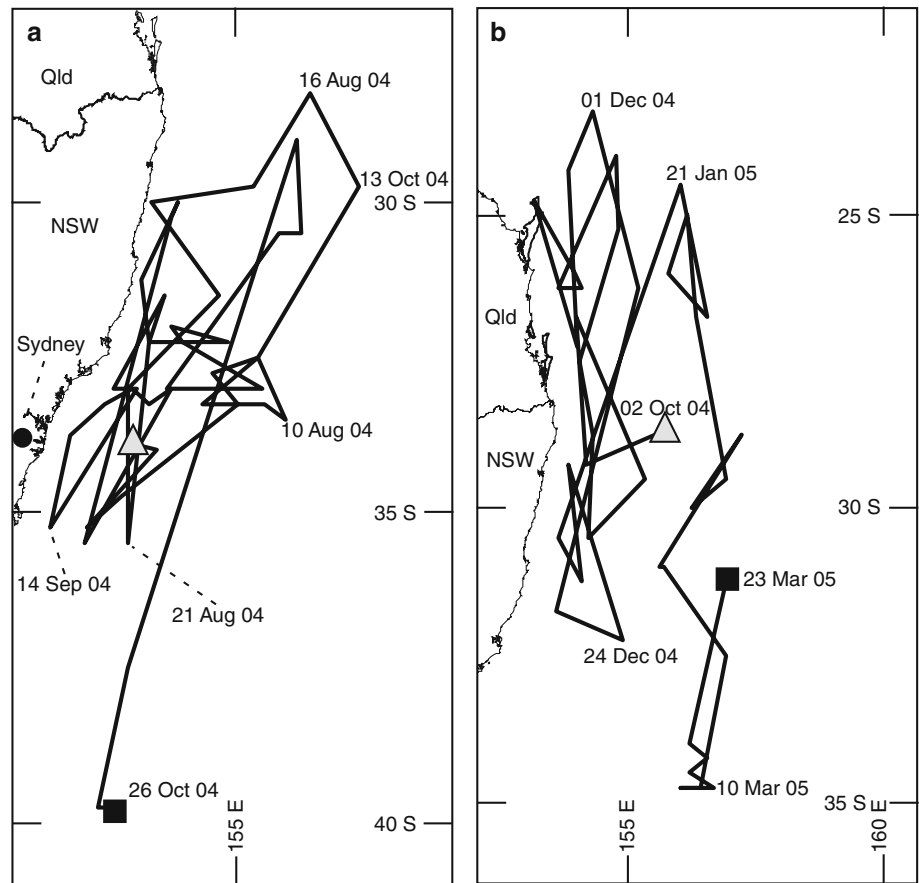 a
Qld
16 Aug 04
13 Oct 04
30 S
NSW
Sydney
10 Aug 04
35 S
14 Sep 04
21 Aug 04
26 Oct 04
155 E
40 S
b
01 Dec 04
21 Jan 05
25 S
Qld
02 Oct 04
NSW
30 S
23 Mar 05
24 Dec 04
10 Mar 05
35 S
155 E
160 E